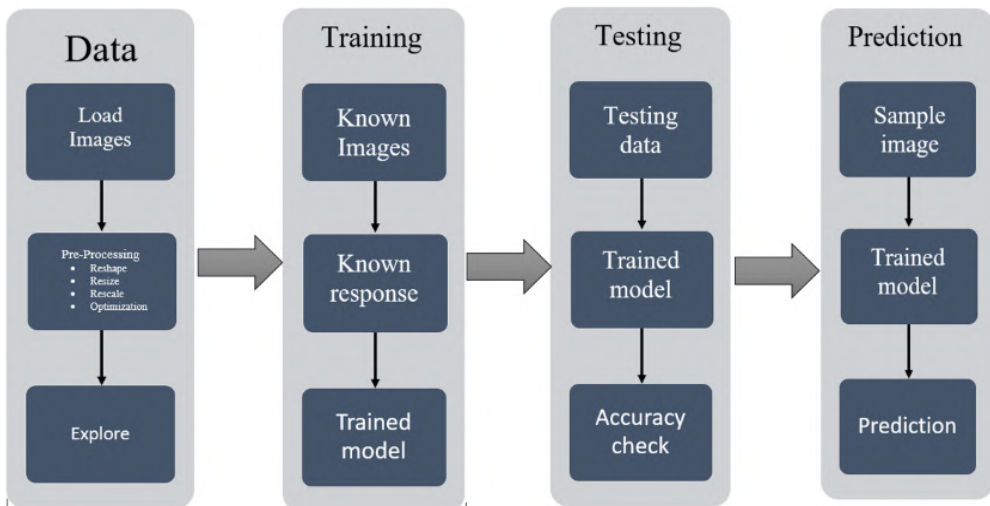 Data
Load
Images
Pre-Processing
• Reshape
• Resize
• Rescale
• Optimization
Explore
Training
Known
Images
Known
response
Trained
model
Testing
Testing
data
Trained
model
Accuracy
check
Prediction
Sample
image
Trained
model
Prediction